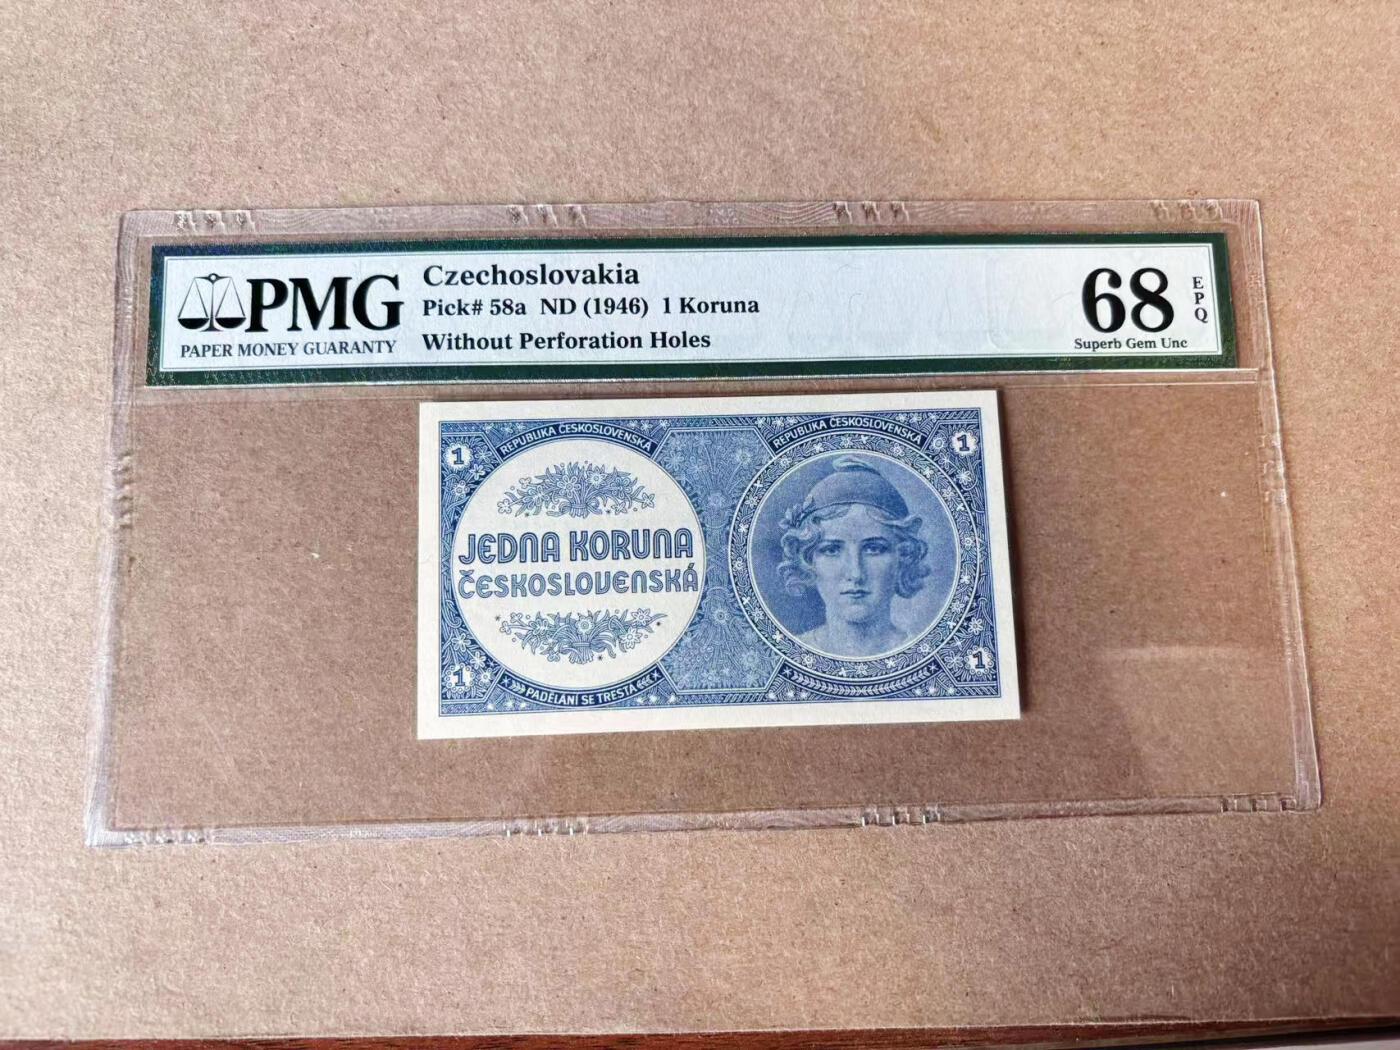 PMG
PAPER MONEY GUARANTY
Czechoslovakia
Pick# 58a ND (1946) 1 Koruna
Without Perforation Holes
68
EPQ
Superb Gem Unc
REPUBLIKA ČESKOSLOVENSKÁ
REPUBLIKA ČESKOSLOVENSKÁ
1
1
JEDNA KORUNA
ČESKOSLOVENSKÁ
1
1
PADĚLÁNÍ SE TRESTÁ